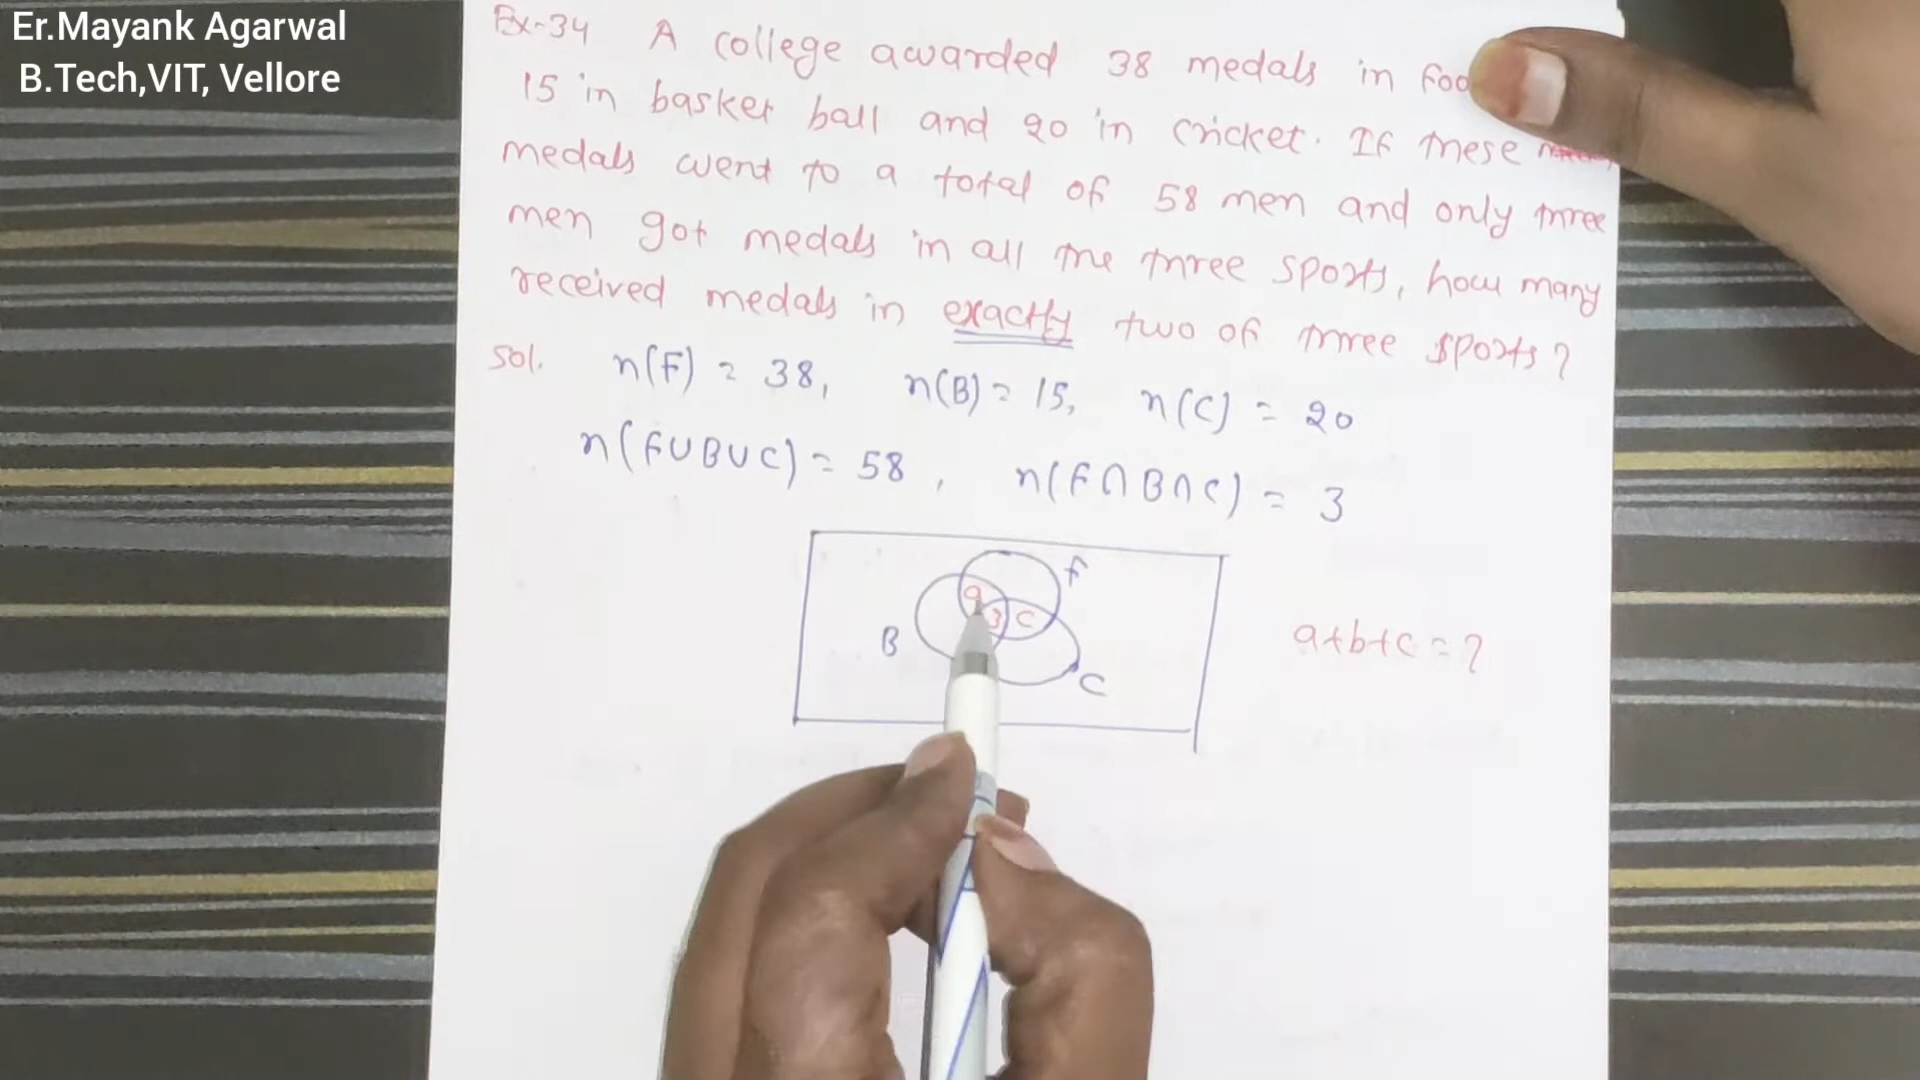 Er.Mayank Agarwal
B.Tech,VIT, Vellore
Ex-34 A college awarded 38 medals in
15 in basket ball and 20 in cricket. If these
medals went to a total of 58 men and only three
men got medals in all the three sports, how many
received medals in exactly two of three sports?
Sol. n(F) = 38, n(B) = 15, n(C) = 20
n(F∪B∪C) = 58, n(F∩B∩C) = 3
F
a
3 C
B
C
a+b+c = ?